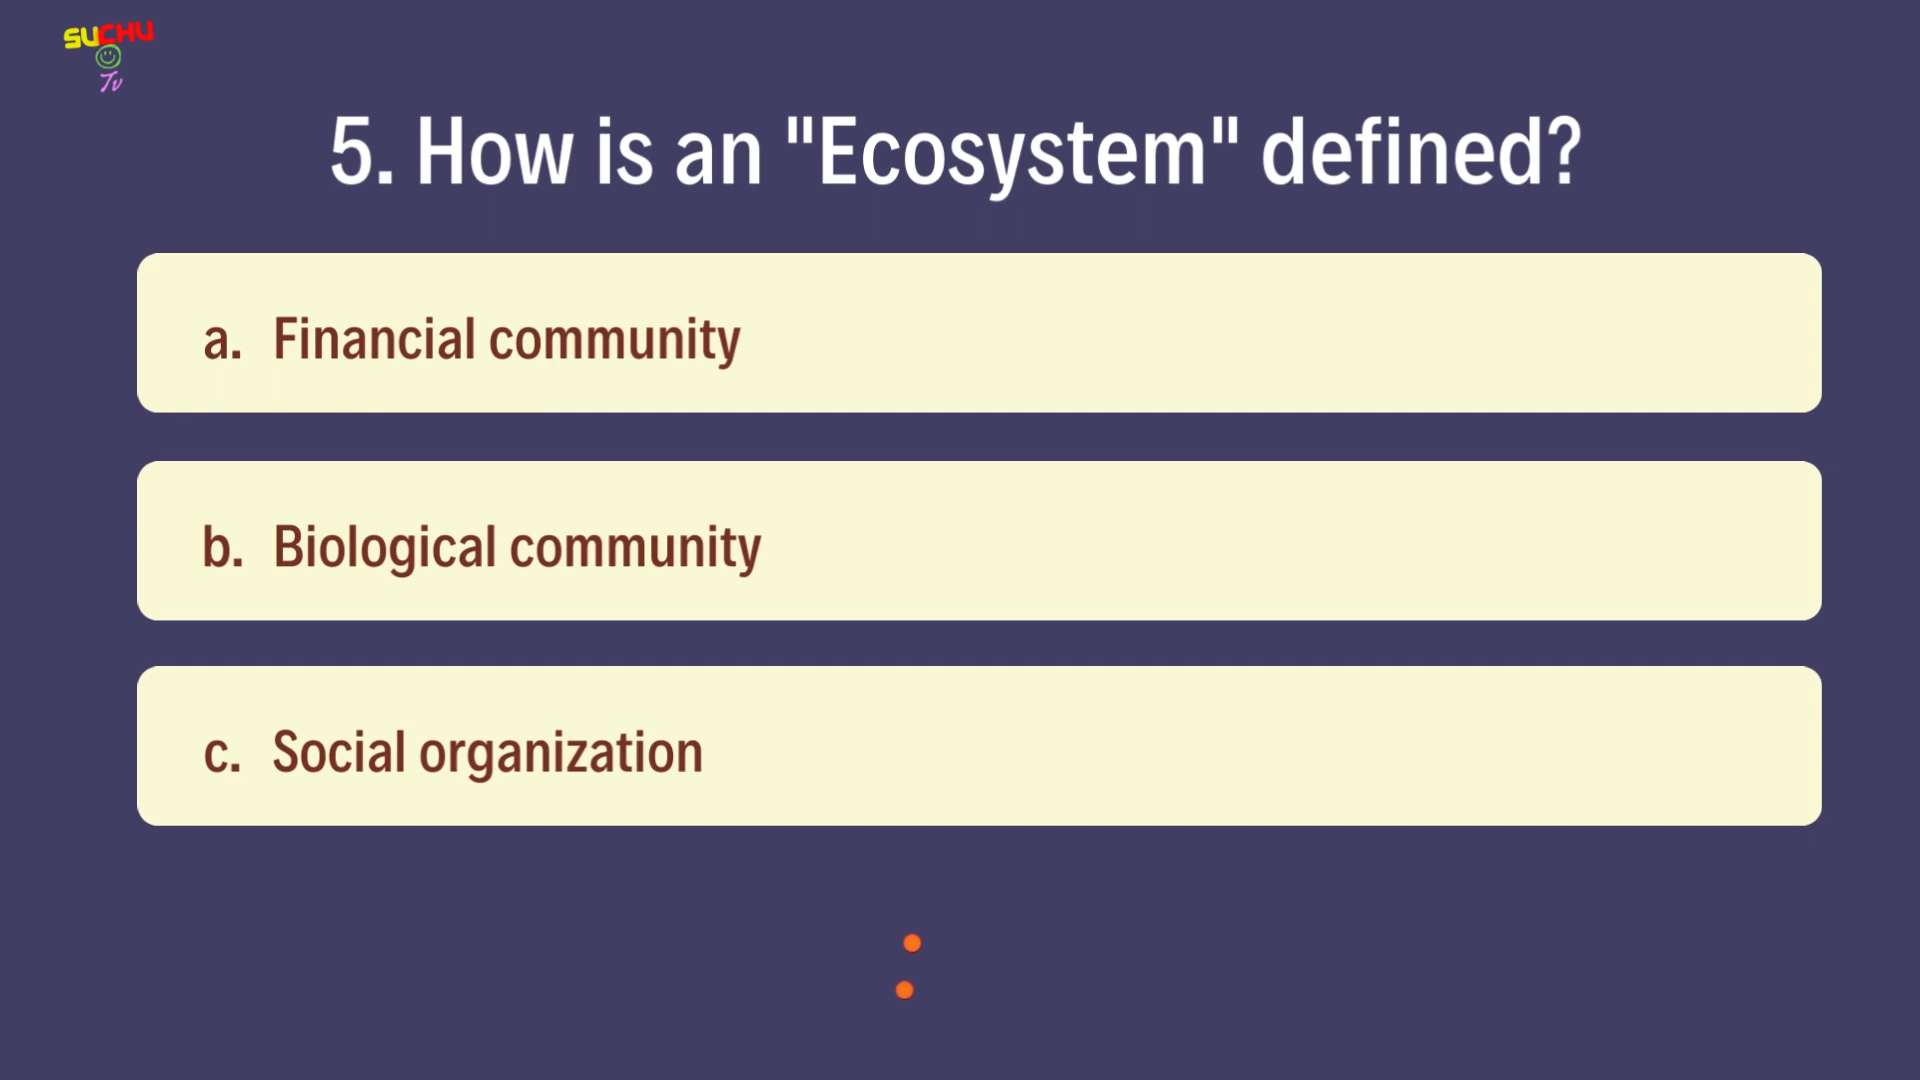 SUCHU
Tv
5. How is an "Ecosystem" defined?
a. Financial community
b. Biological community
c. Social organization